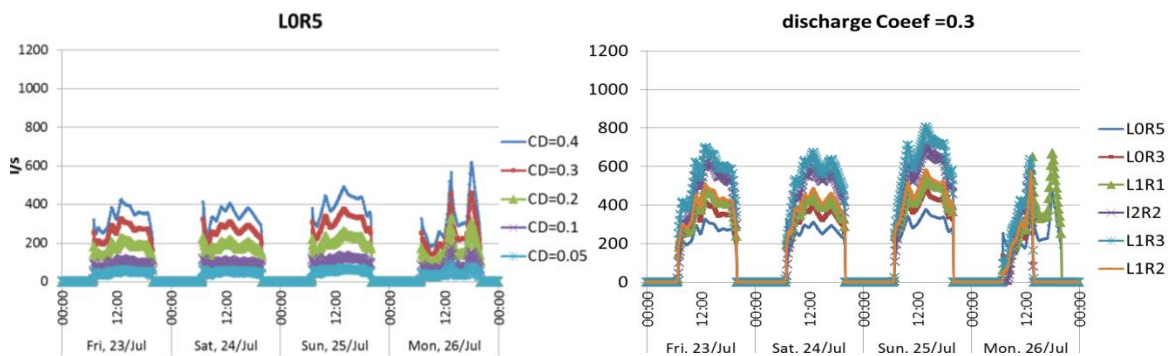 L0R5
1200
1000
800
600
400
200
0
l/s
00:00
12:00
00:00
12:00
00:00
12:00
00:00
12:00
00:00
Fri, 23/Jul
Sat, 24/Jul
Sun, 25/Jul
Mon, 26/Jul
CD=0.4
CD=0.3
CD=0.2
CD=0.1
CD=0.05
discharge Coeef =0.3
1200
1000
800
600
400
200
0
00:00
12:00
00:00
12:00
00:00
12:00
00:00
12:00
00:00
Fri, 23/Jul
Sat, 24/Jul
Sun, 25/Jul
Mon, 26/Jul
L0R5
L0R3
L1R1
l2R2
L1R3
L1R2